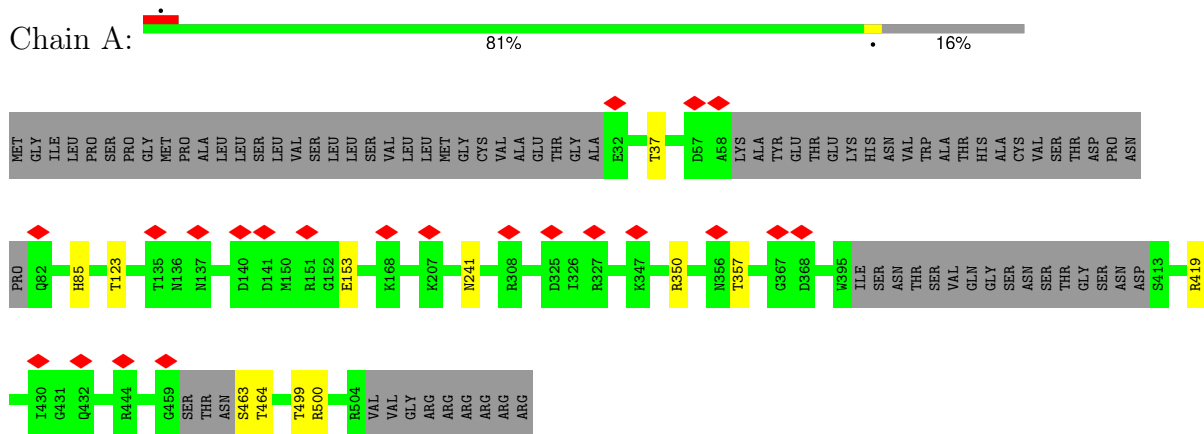 Chain A:
81% 16%
MET GLY ILE LEU PRO SER PRO GLY MET PRO ALA LEU LEU SER LEU VAL SER LEU LEU SER VAL LEU LEU MET GLY CYS VAL ALA GLU THR GLY ALA E32 T37 D57 A58 LYS ALA TYR GLU THR GLU LYS HIS ASN VAL TRP ALA THR HIS ALA CYS VAL SER THR ASP PRO ASN
PRO Q82 H85 T123 T135 N136 N137 D140 D141 M150 R151 G152 E153 K168 K207 N241 R308 D325 I326 R327 K347 R350 N356 T357 G367 D368 W395 ILE SER ASN THR SER VAL GLN GLY SER ASN SER THR GLY SER ASN ASP S413 R419
I430 G431 Q432 R444 G459 SER THR ASN S463 T464 T499 R500 R504 VAL VAL GLY ARG ARG ARG ARG ARG ARG